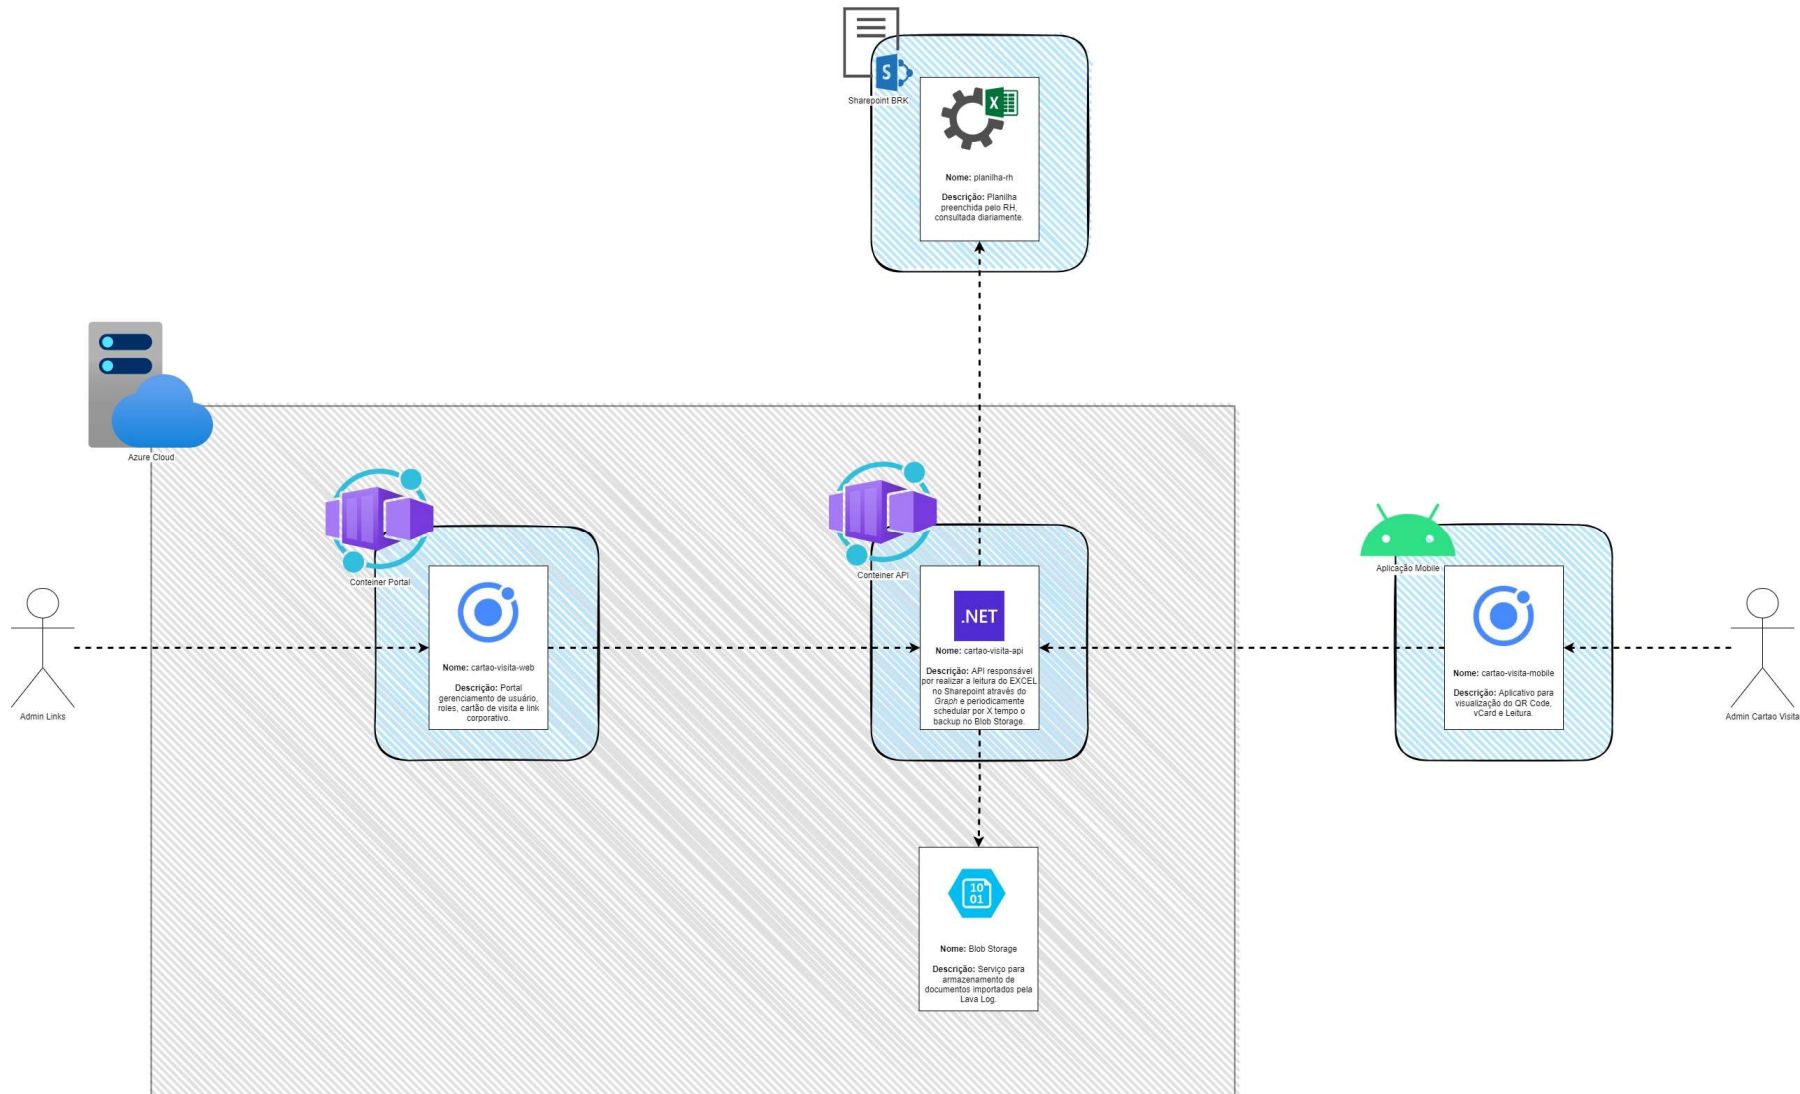 S
X
Sharepoint BRK
Nome: planilha-rh
Descrição: Planilha
preenchida pelo RH,
consultada diariamente.
Azure Cloud
Conteiner Portal
Nome: cartao-visita-web
Descrição: Portal
gerenciamento de usuário,
roles, cartão de visita e link
corporativo.
Conteiner API
.NET
Nome: cartao-visita-api
Descrição: API responsável
por realizar a leitura do EXCEL
no Sharepoint através do
Graph e periodicamente
schedular por X tempo o
backup no Blob Storage.
Aplicação Mobile
Nome: cartao-visita-mobile
Descrição: Aplicativo para
visualização do QR Code,
vCard e Leitura.
Admin Links
Admin Cartao Visita
10
01
Nome: Blob Storage
Descrição: Serviço para
armazenamento de
documentos importados pela
Lava Log.